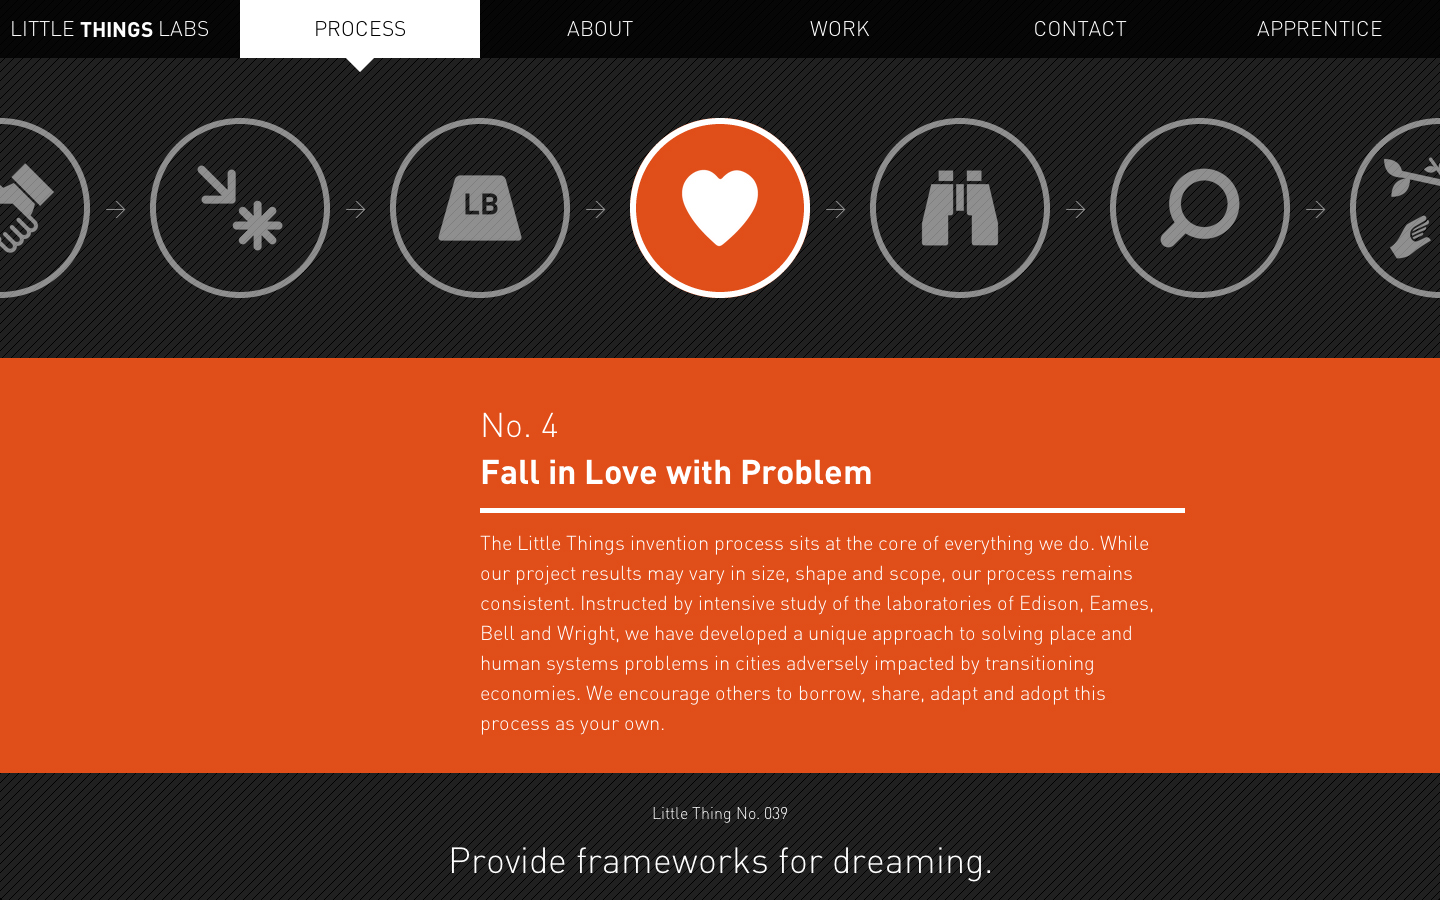 LITTLE THINGS LABS
PROCESS
ABOUT
WORK
CONTACT
APPRENTICE
LB
No. 4
Fall in Love with Problem
The Little Things invention process sits at the core of everything we do. While
our project results may vary in size, shape and scope, our process remains
consistent. Instructed by intensive study of the laboratories of Edison, Eames,
Bell and Wright, we have developed a unique approach to solving place and
human systems problems in cities adversely impacted by transitioning
economies. We encourage others to borrow, share, adapt and adopt this
process as your own.
Little Thing No. 039
Provide frameworks for dreaming.